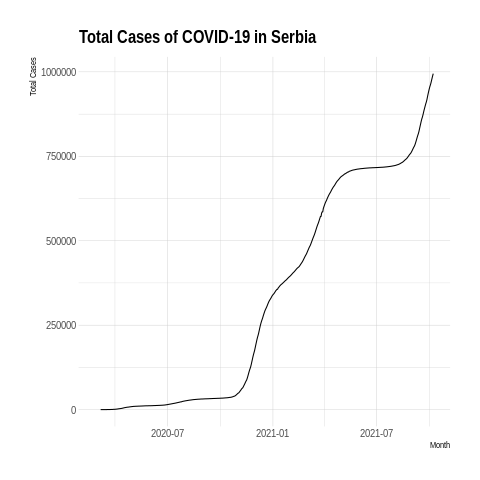 Total Cases of COVID-19 in Serbia
Total Cases
1000000
750000
500000
250000
0
2020-07 2021-01 2021-07
Month